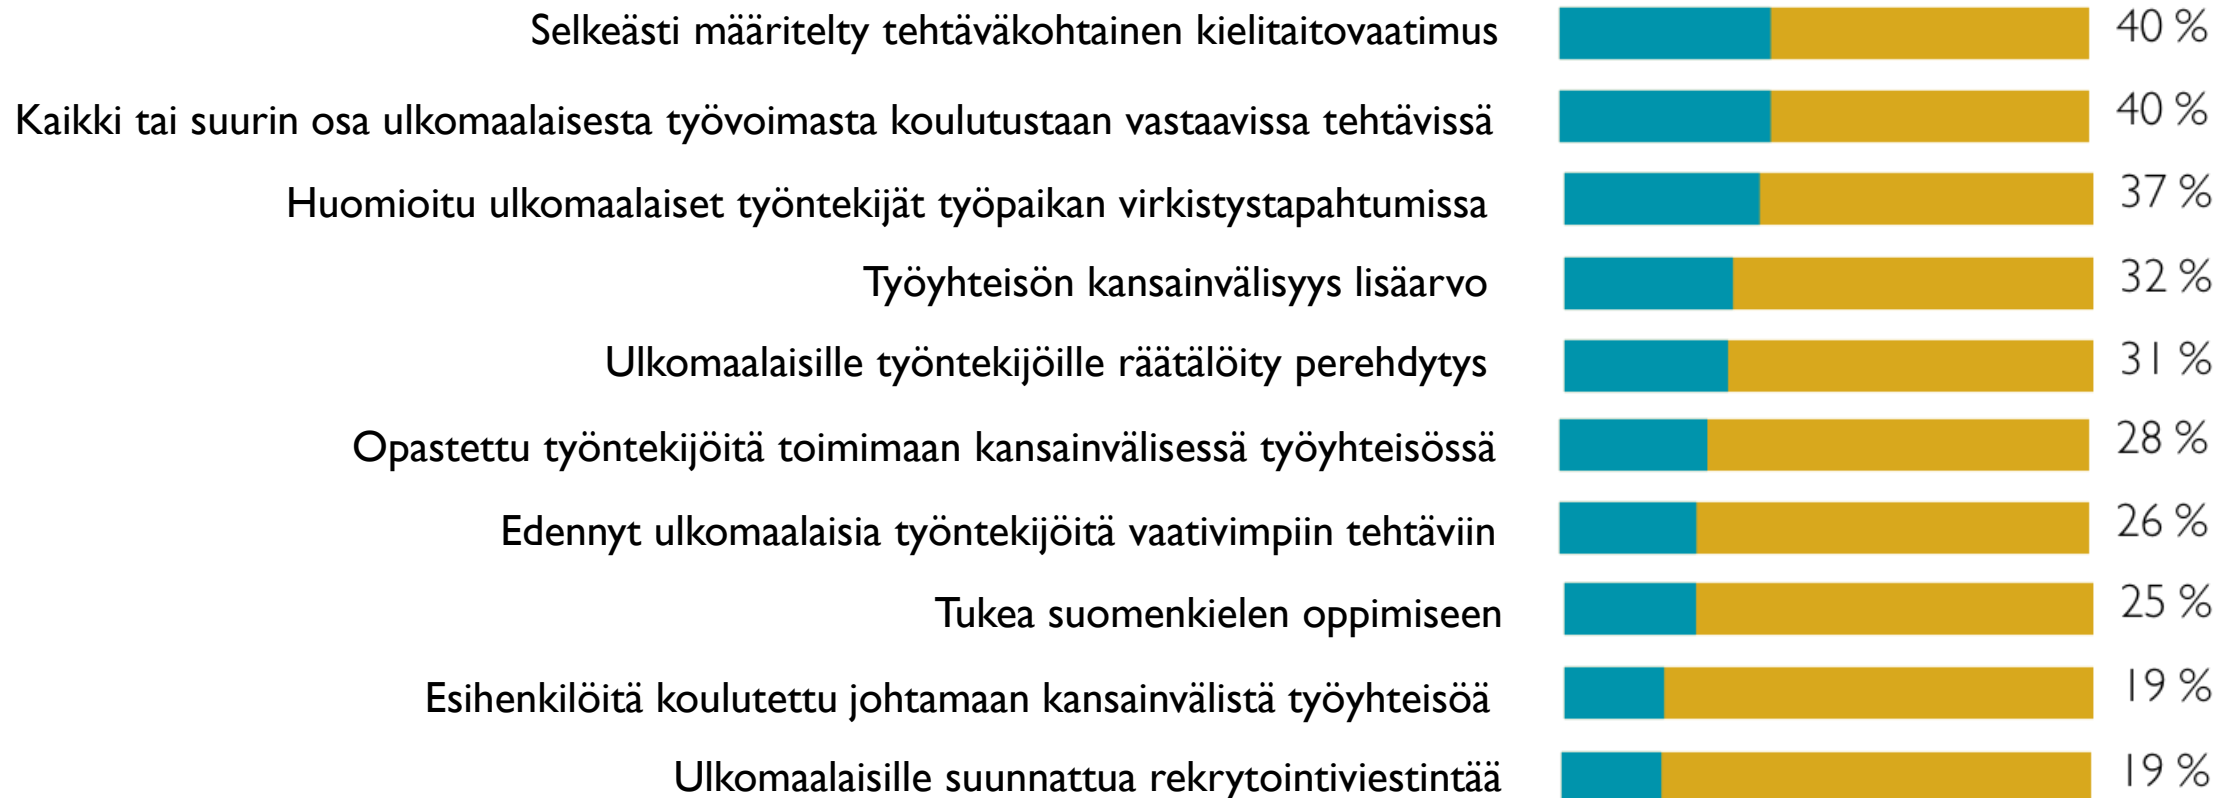 Selkeästi määritelty tehtäväkohtainen kielitaitovaatimus 40 %
Kaikki tai suurin osa ulkomaalaisesta työvoimasta koulutustaan vastaavissa tehtävissä 40 %
Huomioitu ulkomaalaiset työntekijät työpaikan virkistystapahtumissa 37 %
Työyhteisön kansainvälisyys lisäarvo 32 %
Ulkomaalaisille työntekijöille räätälöity perehdytys 31 %
Opastettu työntekijöitä toimimaan kansainvälisessä työyhteisössä 28 %
Edennyt ulkomaalaisia työntekijöitä vaativimpiin tehtäviin 26 %
Tukea suomenkielen oppimiseen 25 %
Esihenkilöitä koulutettu johtamaan kansainvälistä työyhteisöä 19 %
Ulkomaalaisille suunnattua rekrytointiviestintää 19 %